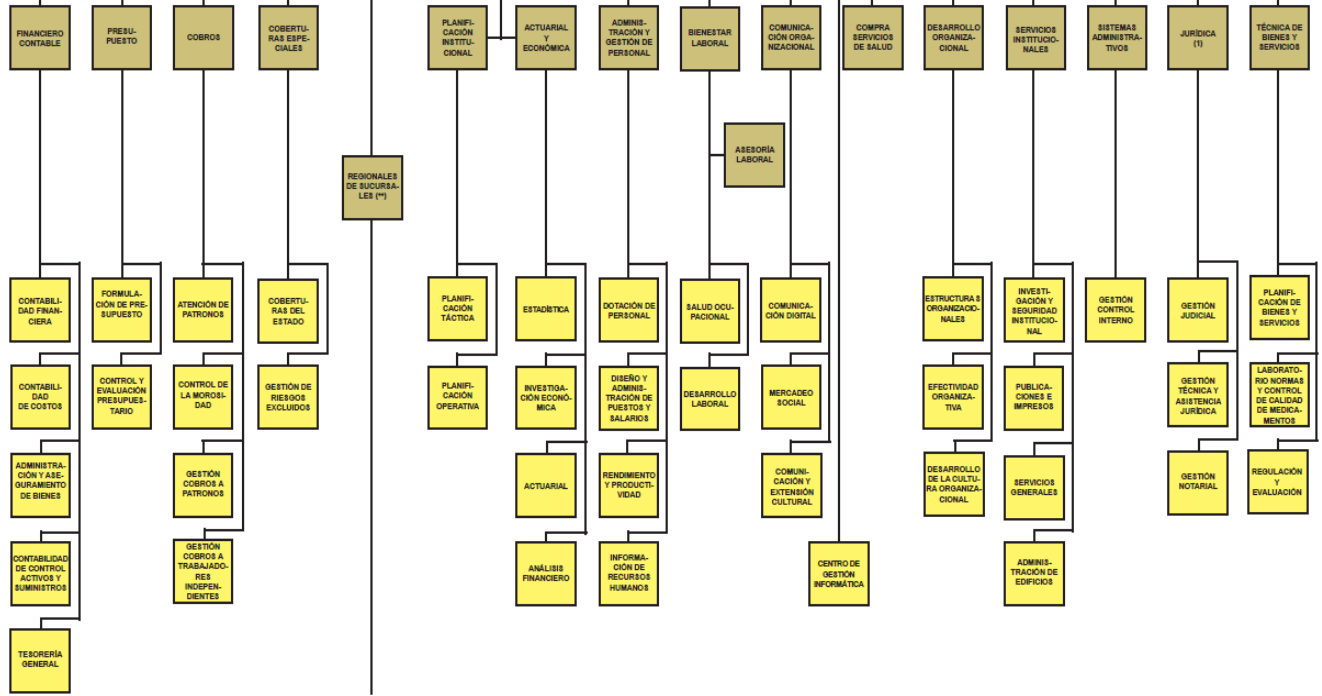 FINANCIERO
CONTABLE
PRESU-
PUESTO
COBROS
COBERTU-
RAS ESPE-
CIALES
PLANIFI-
CACIÓN
INSTITU-
CIONAL
ACTUARIAL
Y
ECONÓMICA
ADMINIS-
TRACIÓN Y
GESTIÓN DE
PERSONAL
BIENESTAR
LABORAL
COMUNICA-
CIÓN ORGA-
NIZACIONAL
COMPRA
SERVICIOS
DE SALUD
DESARROLLO
ORGANIZA-
CIONAL
SERVICIOS
INSTITUCIO-
NALES
SISTEMAS
ADMINISTRA-
TIVOS
JURÍDICA
(1)
TÉCNICA DE
BIENES Y
SERVICIOS
ASESORÍA
LABORAL
REGIONALES
DE SUCURSA-
LES (**)
CONTABILI-
DAD FINAN-
CIERA
FORMULA-
CIÓN DE PRE-
SUPUESTO
ATENCIÓN DE
PATRONOS
COBERTU-
RAS DEL
ESTADO
PLANIFI-
CACIÓN
TÁCTICA
ESTADÍSTICA
DOTACIÓN DE
PERSONAL
SALUD OCU-
PACIONAL
COMUNICA-
CIÓN DIGITAL
ESTRUCTURAS
ORGANIZACIO-
NALES
INVESTI-
GACIÓN Y
SEGURIDAD
INSTITUCIO-
NAL
GESTIÓN
CONTROL
INTERNO
GESTIÓN
JUDICIAL
PLANIFI-
CACIÓN DE
BIENES Y
SERVICIOS
CONTABILI-
DAD
DE COSTOS
CONTROL Y
EVALUACIÓN
PRESUPUES-
TARIO
CONTROL DE
LA MOROSI-
DAD
GESTIÓN DE
RIESGOS
EXCLUIDOS
PLANIFI-
CACIÓN
OPERATIVA
INVESTIGA-
CIÓN ECONÓ-
MICA
DISEÑO Y
ADMINIS-
TRACIÓN DE
PUESTOS Y
SALARIOS
DESARROLLO
LABORAL
MERCADEO
SOCIAL
EFECTIVIDAD
ORGANIZA-
TIVA
PUBLICA-
CIONES E
IMPRESOS
GESTIÓN
TÉCNICA Y
ASISTENCIA
JURÍDICA
LABORATO-
RIO NORMAS
Y CONTROL
DE CALIDAD
DE MEDICA-
MENTOS
ADMINISTRA-
CIÓN Y ASE-
GURAMIENTO
DE BIENES
GESTIÓN
COBROS A
PATRONOS
ACTUARIAL
RENDIMIENTO
Y PRODUCTI-
VIDAD
COMUNI-
CACIÓN Y
EXTENSIÓN
CULTURAL
DESARROLLO
DE LA CULTU-
RA ORGANIZA-
CIONAL
SERVICIOS
GENERALES
GESTIÓN
NOTARIAL
REGULACIÓN
Y
EVALUACIÓN
CONTABILIDAD
DE CONTROL
ACTIVOS Y
SUMINISTROS
GESTIÓN
COBROS A
TRABAJADO-
RES
INDEPEN-
DIENTES
ANÁLISIS
FINANCIERO
INFORMA-
CIÓN DE
RECURSOS
HUMANOS
CENTRO DE
GESTIÓN
INFORMÁTICA
ADMINIS-
TRACIÓN DE
EDIFICIOS
TESORERÍA
GENERAL